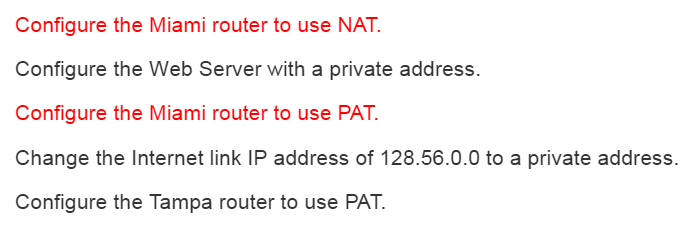 Configure the Miami router to use NAT.
Configure the Web Server with a private address.
Configure the Miami router to use PAT.
Change the Internet link IP address of 128.56.0.0 to a private address.
Configure the Tampa router to use PAT.